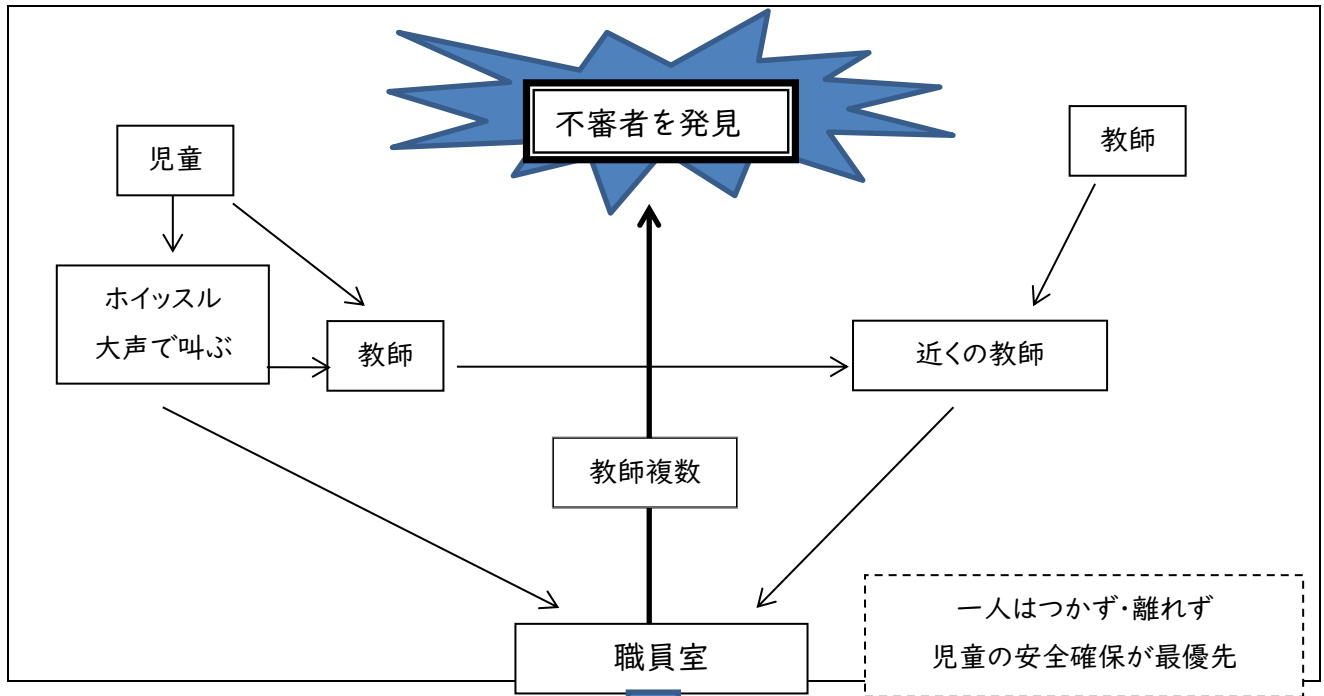 不審者を発見
教師
児童
ホイッスル
大声で叫ぶ
教師
近くの教師
教師複数
職員室
一人はつかず・離れず
児童の安全確保が最優先